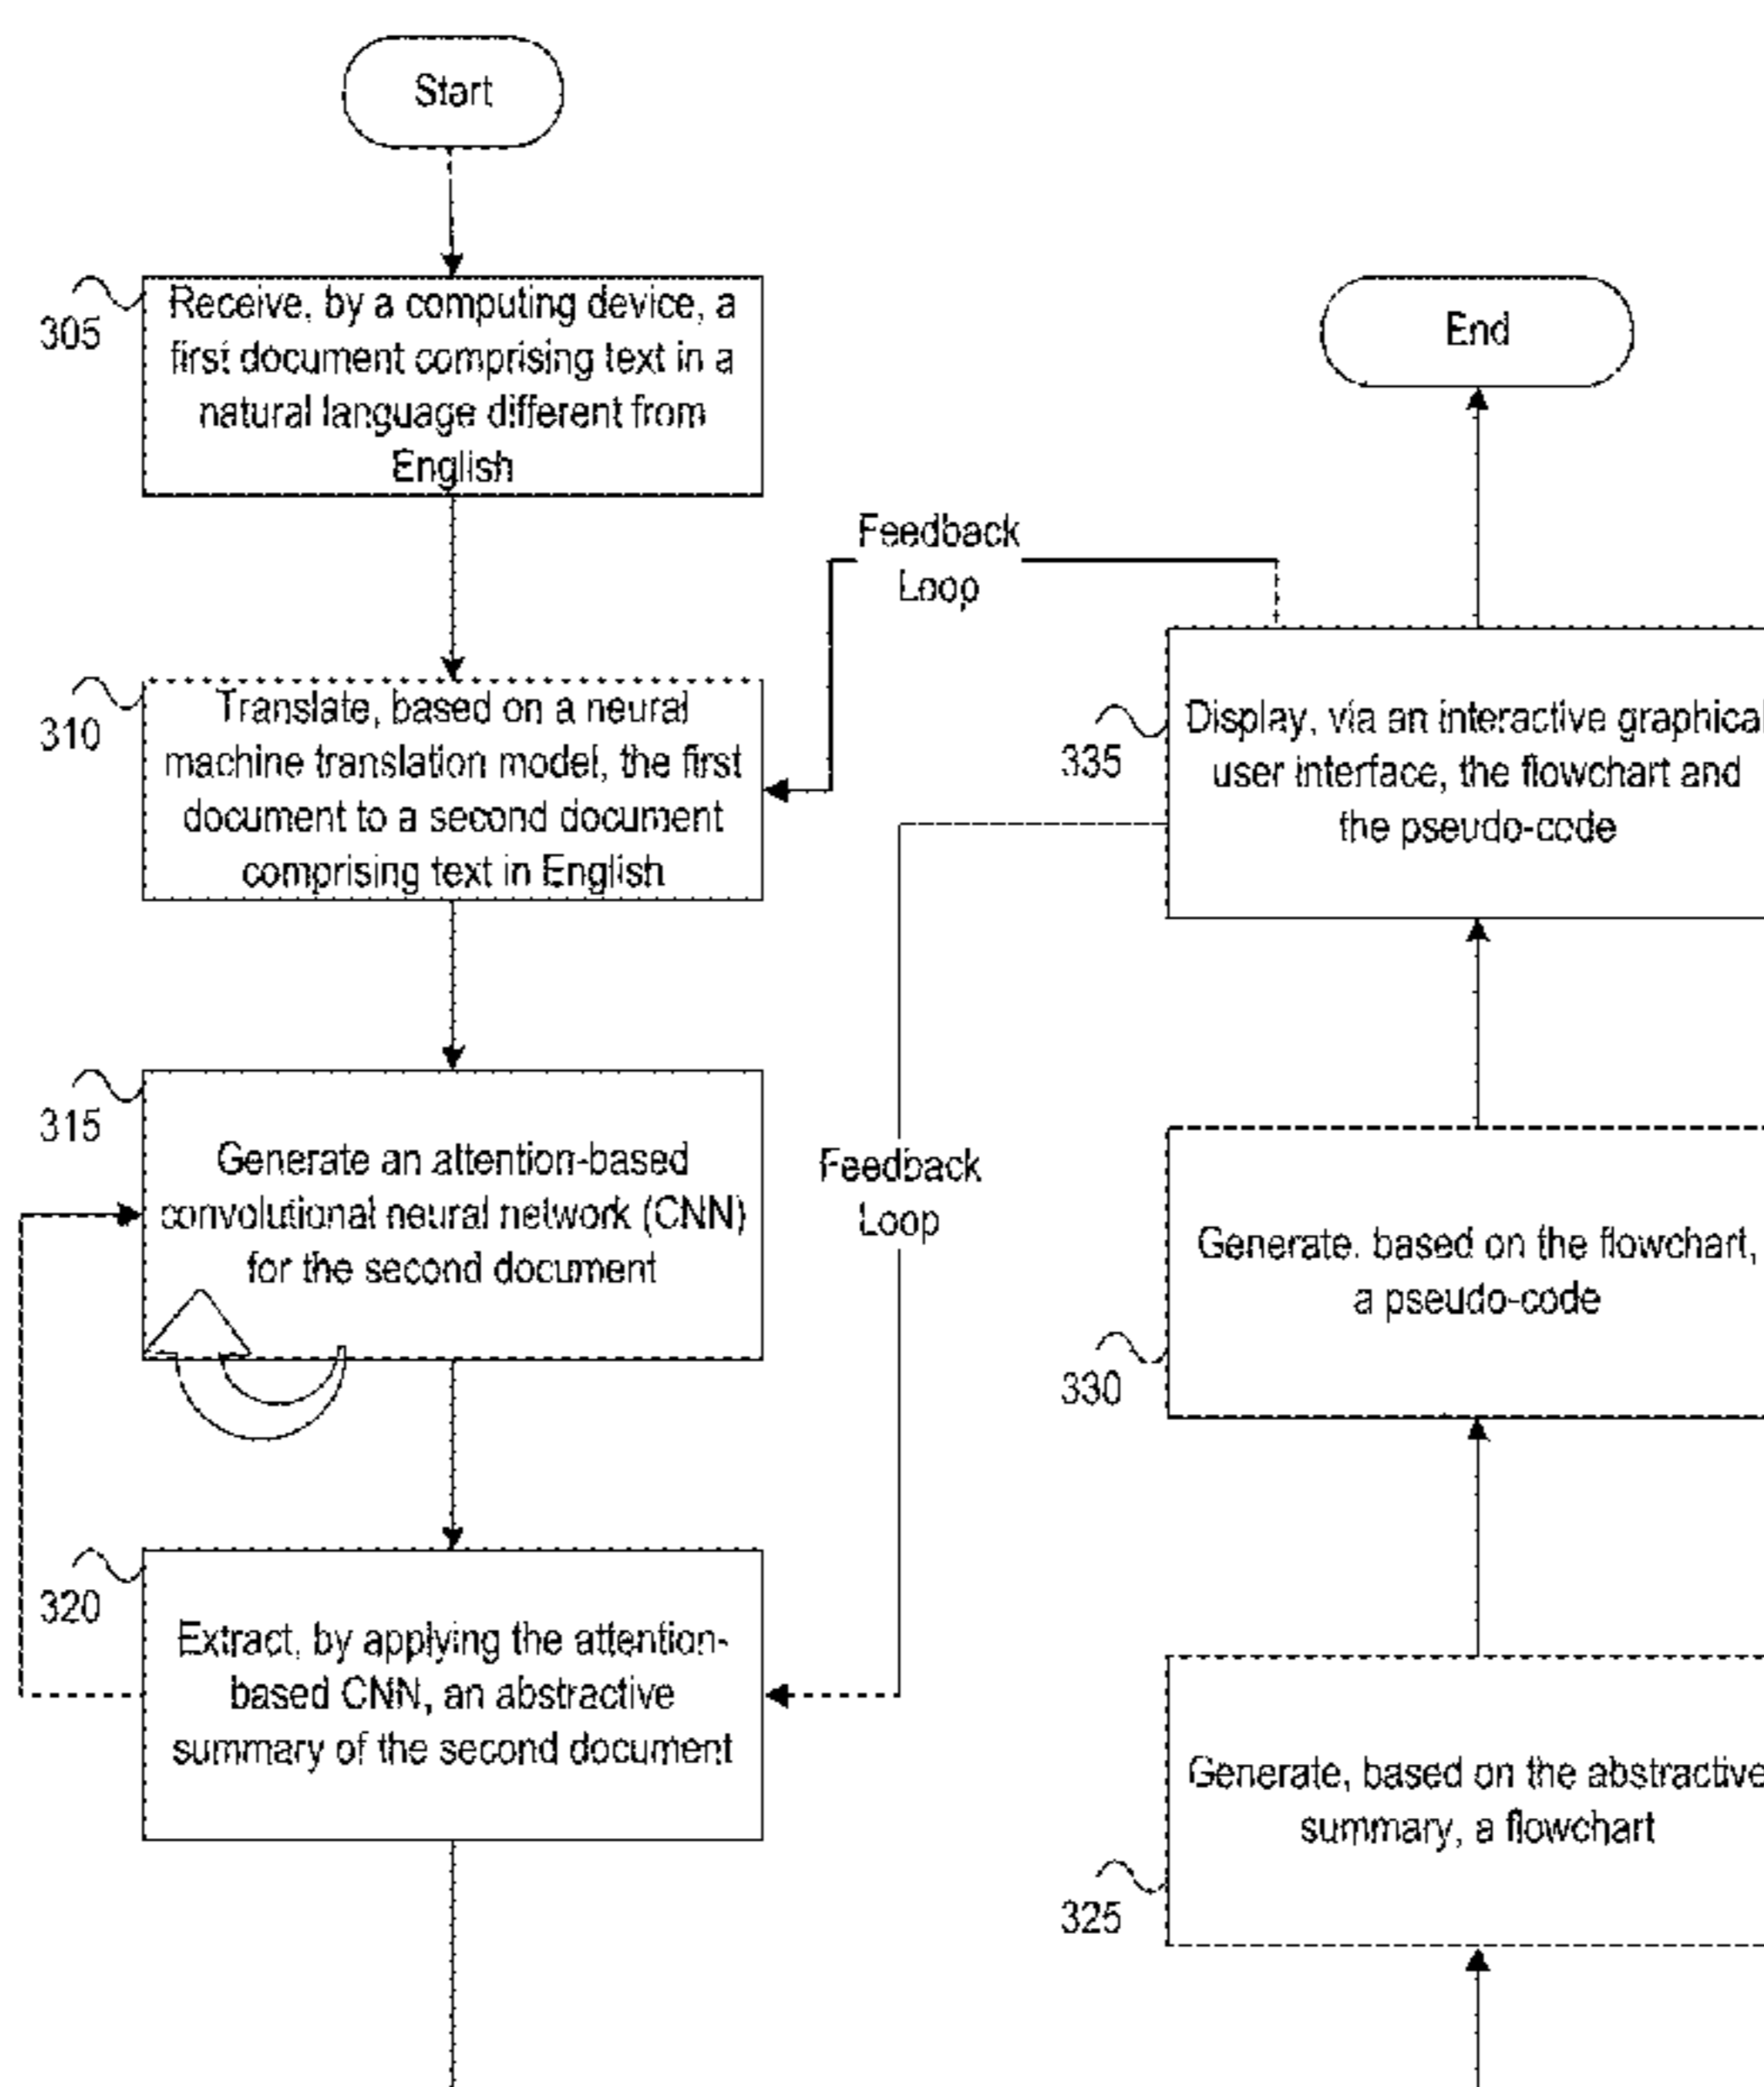 Start
305
Receive, by a computing device, a
first document comprising text in a
natural language different from
English
310
Translate, based on a neural
machine translation model, the first
document to a second document
comprising text in English
315
Generate an attention-based
convolutional neural network (CNN)
for the second document
320
Extract, by applying the attention-
based CNN, an abstractive
summary of the second document
Feedback
Loop
Feedback
Loop
End
335
Display, via an interactive graphical
user interface, the flowchart and
the pseudo-code
Generate, based on the flowchart,
a pseudo-code
330
Generate, based on the abstractive
summary, a flowchart
325